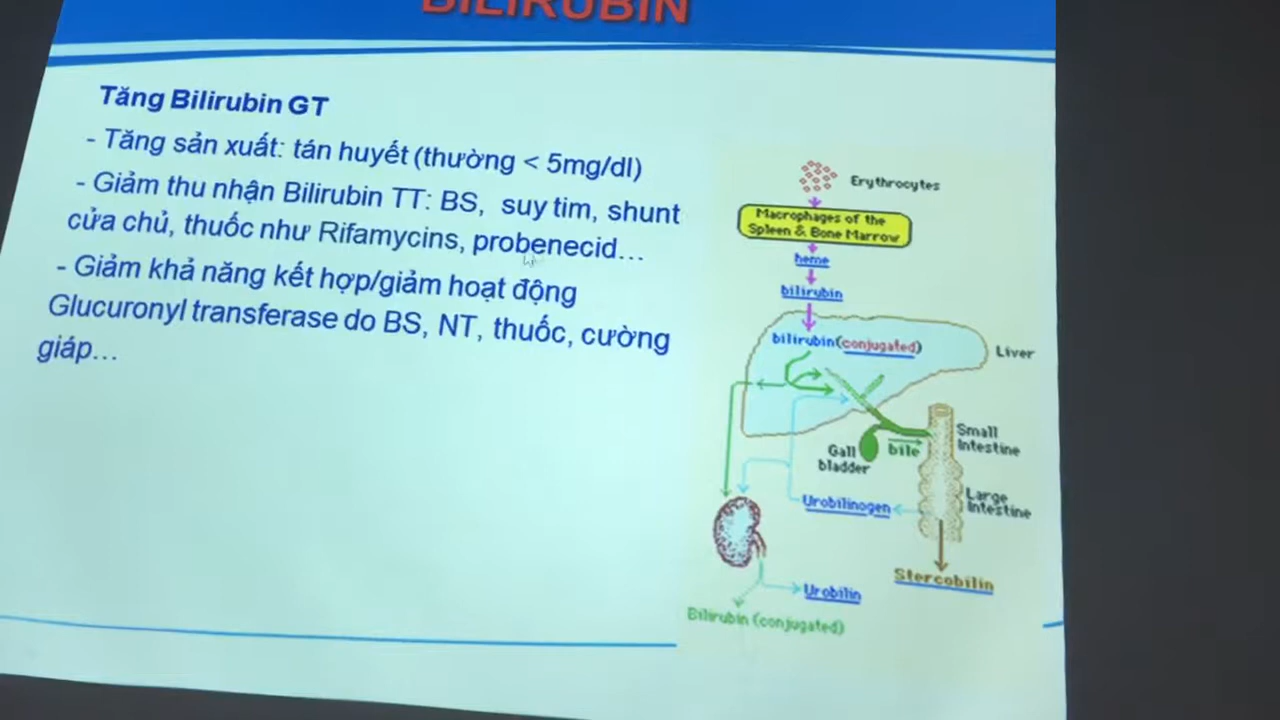 BILIRUBIN
Tăng Bilirubin GT
- Tăng sản xuất: tán huyết (thường < 5mg/dl)
- Giảm thu nhận Bilirubin TT: BS, suy tim, shunt
cửa chủ, thuốc như Rifamycins, probenecid...
- Giảm khả năng kết hợp/giảm hoạt động
Glucuronyl transferase do BS, NT, thuốc, cường
giáp...
Erythrocytes
Macrophages of the
Spleen & Bone Marrow
heme
bilirubin
bilirubin(conjugated)
Liver
Small
Intestine
Gall
bladder
bile
Large
Intestine
Urobilinogen
Stercobilin
Urobilin
Bilirubin (conjugated)